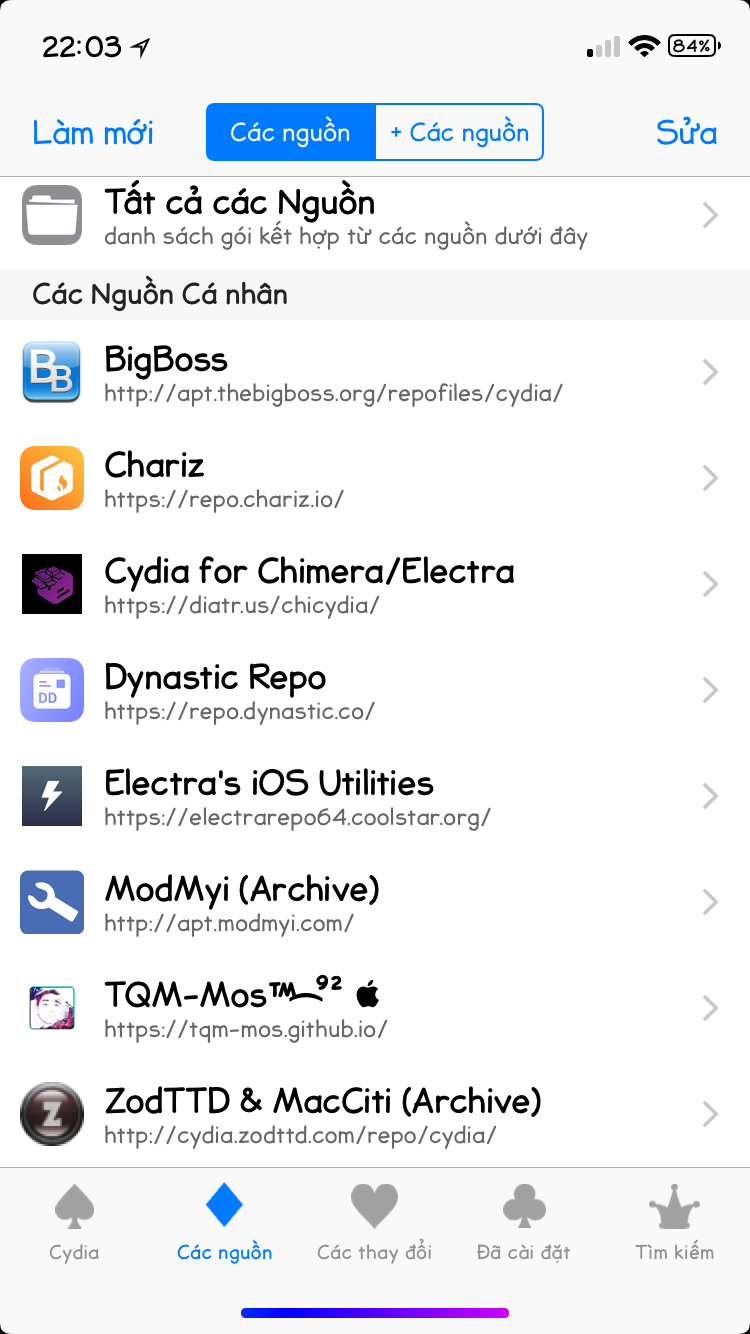 22:03
84%
Làm mới
Các nguồn
+ Các nguồn
Sửa
Tất cả các Nguồn
danh sách gói kết hợp từ các nguồn dưới đây
Các Nguồn Cá nhân
BB
BigBoss
http://apt.thebigboss.org/repofiles/cydia/
Chariz
https://repo.chariz.io/
Cydia for Chimera/Electra
https://diatr.us/chicydia/
DD
Dynastic Repo
https://repo.dynastic.co/
Electra's iOS Utilities
https://electrarepo64.coolstar.org/
ModMyi (Archive)
http://apt.modmyi.com/
TQM-Mos™͜͡⁹²
https://tqm-mos.github.io/
Z
ZodTTD & MacCiti (Archive)
http://cydia.zodttd.com/repo/cydia/
Cydia
Các nguồn
Các thay đổi
Đã cài đặt
Tìm kiếm